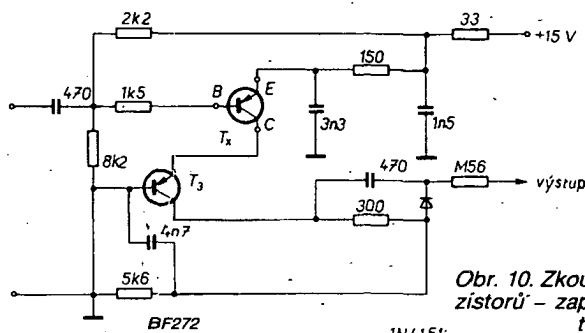 2k2
33
+15 V
470
1k5
B
E
C
Tx
150
3n3
1n5
8k2
T3
4n7
470
M56
výstup
300
5k6
BF272
Obr. 10. Zkou
zistorů – zap
t